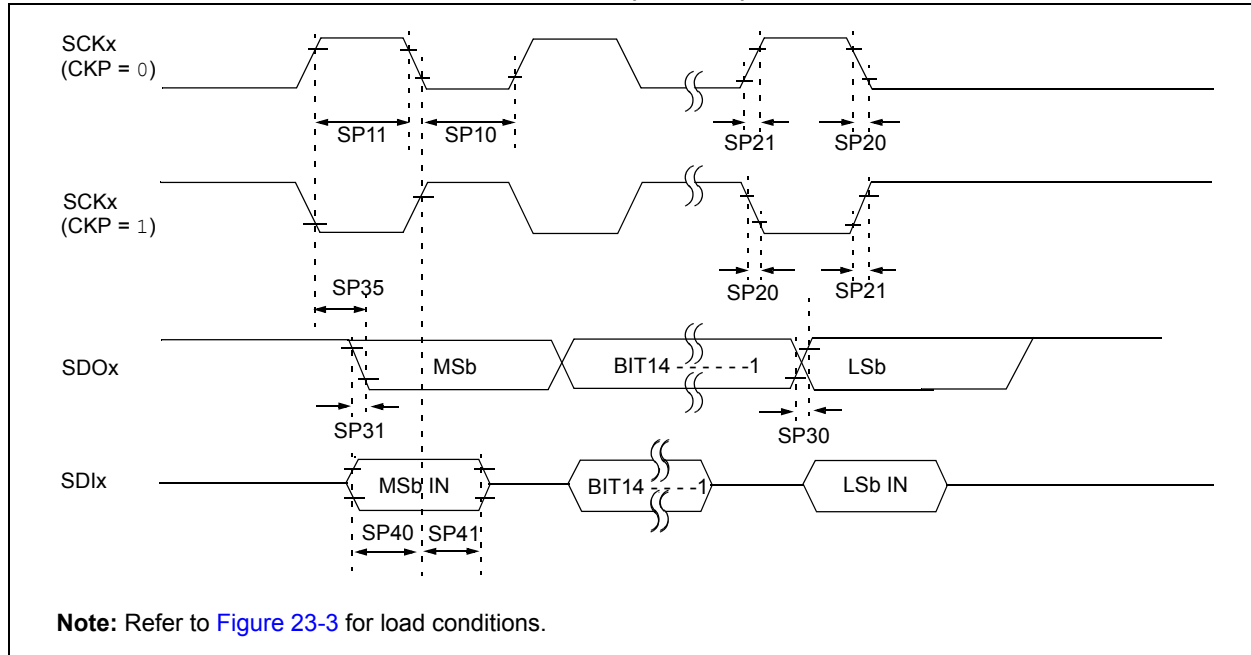 SCKx
(CKP = 0)
SP11
SP10
SP21
SP20
SCKx
(CKP = 1)
SP35
SP20
SP21
SDOx
MSb
BIT14 - - - - - -1
LSb
SP31
SP30
SDIx
MSb IN
BIT14 - - - -1
LSb IN
SP40
SP41
Note: Refer to Figure 23-3 for load conditions.